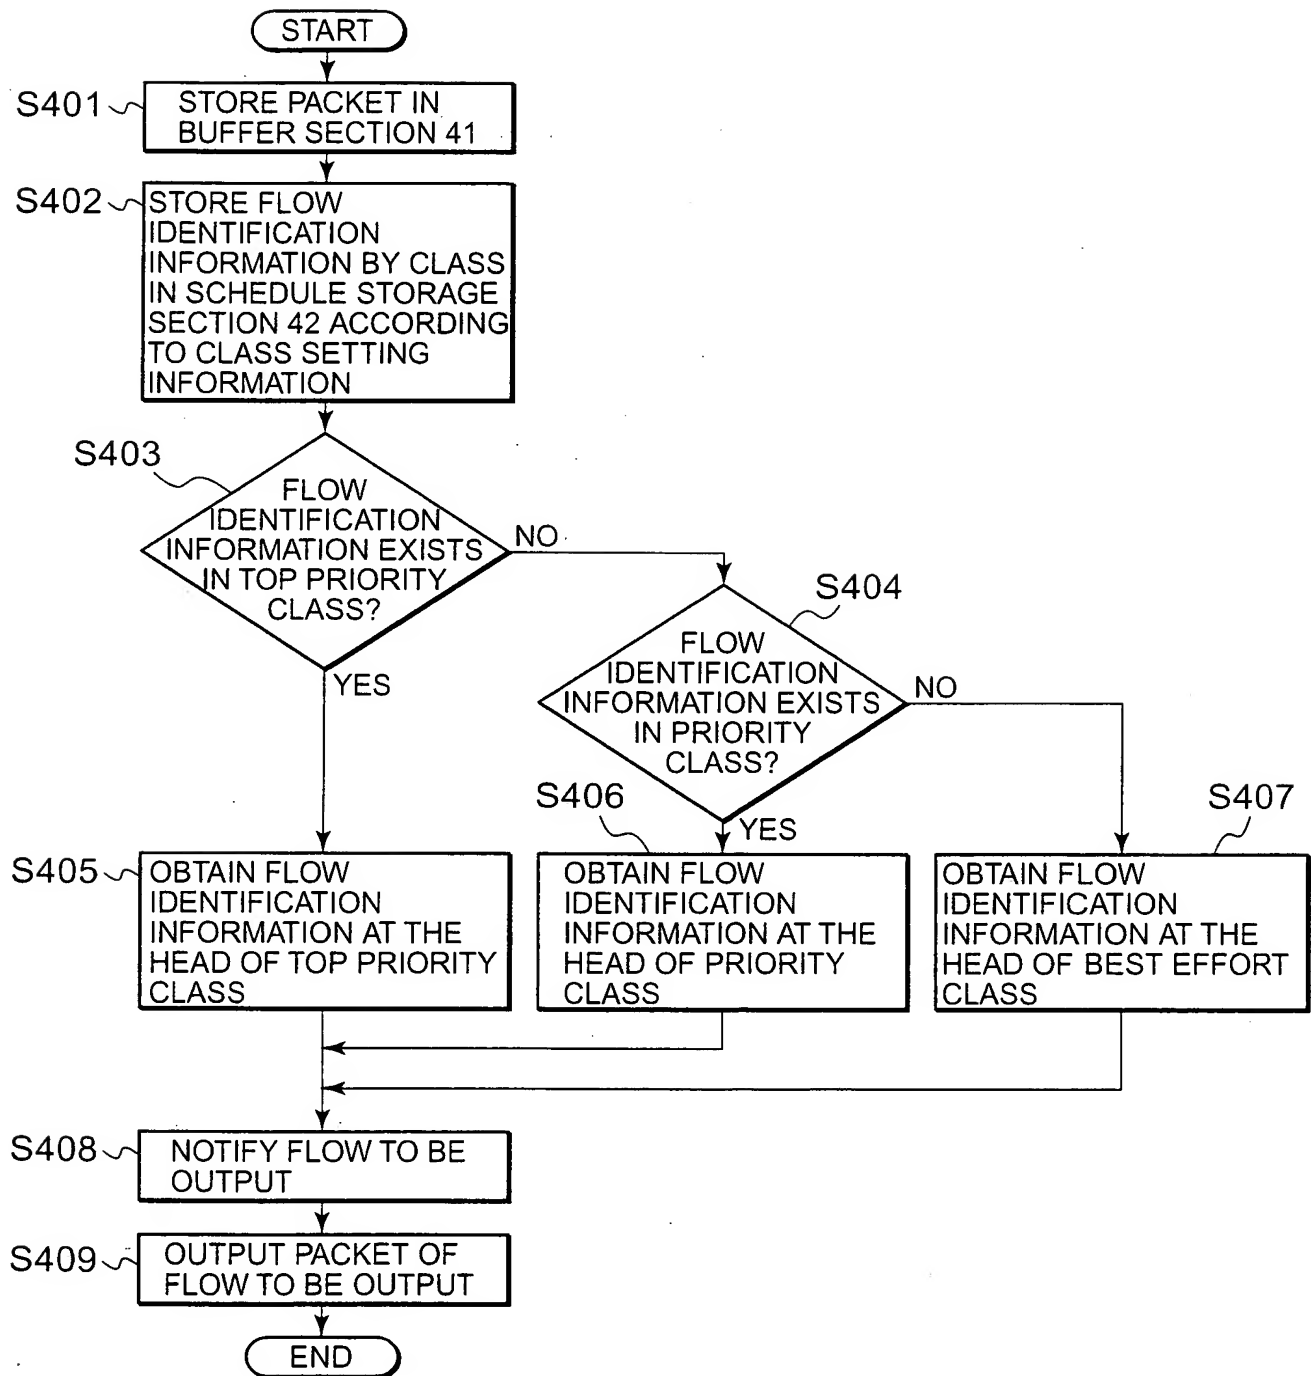 START
S401
STORE PACKET IN
BUFFER SECTION 41
S402
STORE FLOW
IDENTIFICATION
INFORMATION BY CLASS
IN SCHEDULE STORAGE
SECTION 42 ACCORDING
TO CLASS SETTING
INFORMATION
S403
FLOW
IDENTIFICATION
INFORMATION EXISTS
IN TOP PRIORITY
CLASS?
NO
YES
S404
FLOW
IDENTIFICATION
INFORMATION EXISTS
IN PRIORITY
CLASS?
NO
YES
S405
OBTAIN FLOW
IDENTIFICATION
INFORMATION AT THE
HEAD OF TOP PRIORITY
CLASS
S406
OBTAIN FLOW
IDENTIFICATION
INFORMATION AT THE
HEAD OF PRIORITY
CLASS
S407
OBTAIN FLOW
IDENTIFICATION
INFORMATION AT THE
HEAD OF BEST EFFORT
CLASS
S408
NOTIFY FLOW TO BE
OUTPUT
S409
OUTPUT PACKET OF
FLOW TO BE OUTPUT
END